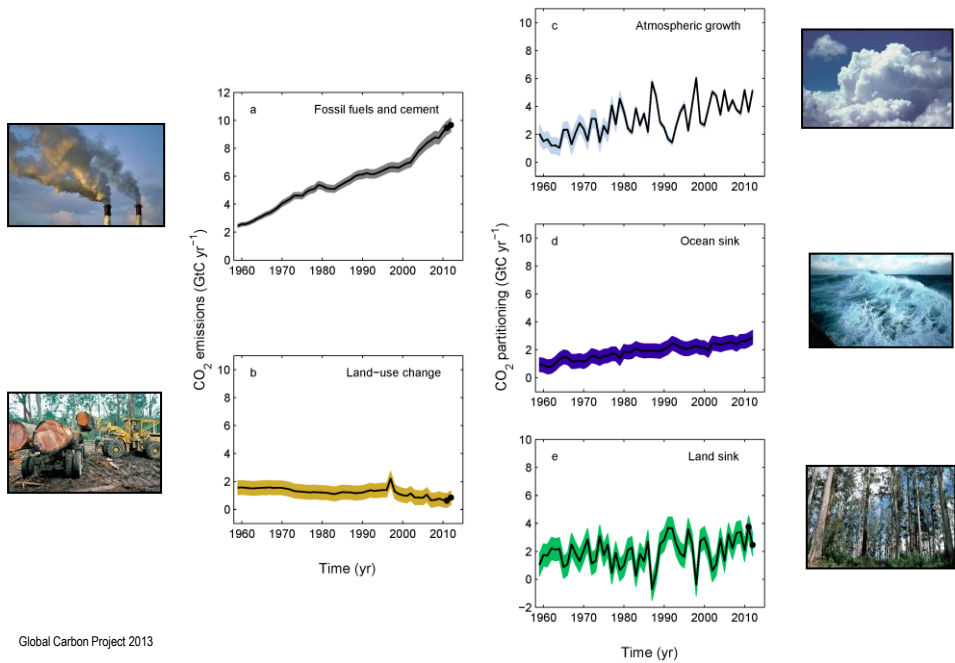 a
Fossil fuels and cement
12
10
8
6
4
2
0
1960 1970 1980 1990 2000 2010
CO2 emissions (GtC yr−1)
b
Land−use change
10
8
6
4
2
0
1960 1970 1980 1990 2000 2010
Time (yr)
c
Atmospheric growth
10
8
6
4
2
0
1960 1970 1980 1990 2000 2010
CO2 partitioning (GtC yr−1)
d
Ocean sink
10
8
6
4
2
0
1960 1970 1980 1990 2000 2010
e
Land sink
10
8
6
4
2
0
−2
1960 1970 1980 1990 2000 2010
Time (yr)
Global Carbon Project 2013